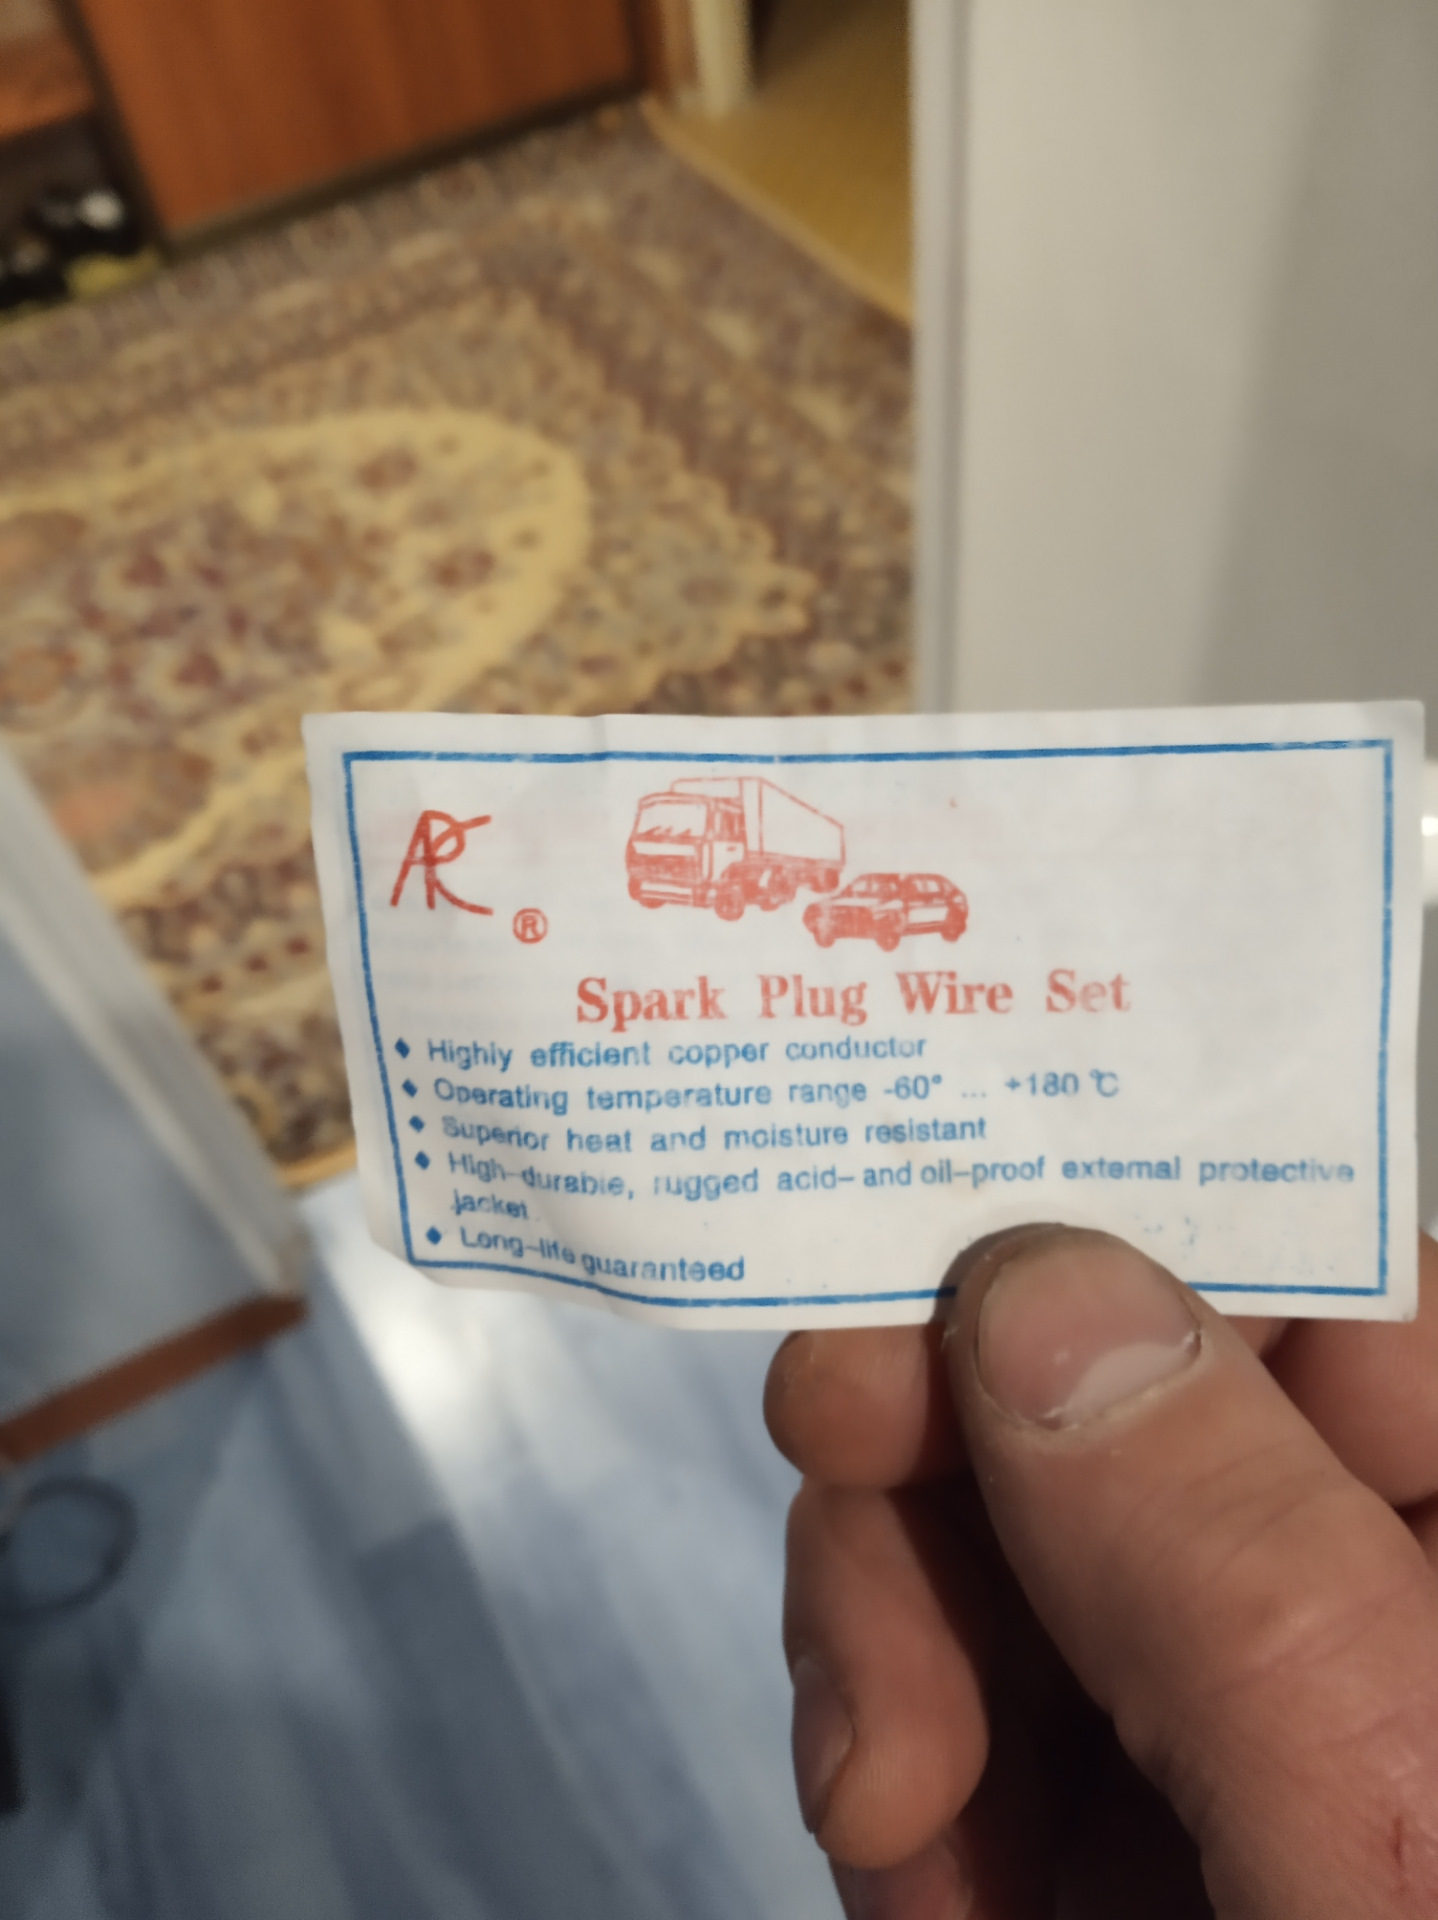 APK ®
Spark Plug Wire Set
◆ Highly efficient copper conductor
◆ Operating temperature range -60° ... +180 ℃
◆ Superior heat and moisture resistant
◆ High-durable, rugged acid- and oil-proof external protective
jacket
◆ Long-life guaranteed